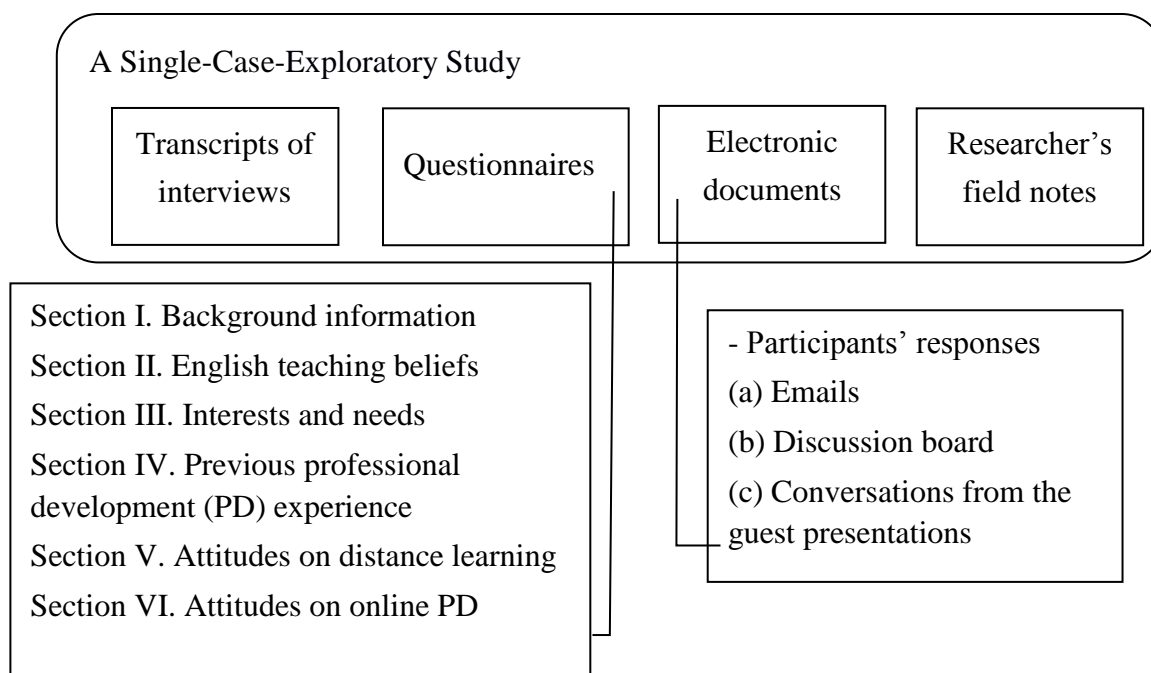 A Single-Case-Exploratory Study
Transcripts of
interviews
Questionnaires
Electronic
documents
Researcher’s
field notes
Section I. Background information
Section II. English teaching beliefs
Section III. Interests and needs
Section IV. Previous professional
development (PD) experience
Section V. Attitudes on distance learning
Section VI. Attitudes on online PD
- Participants’ responses
(a) Emails
(b) Discussion board
(c) Conversations from the
guest presentations